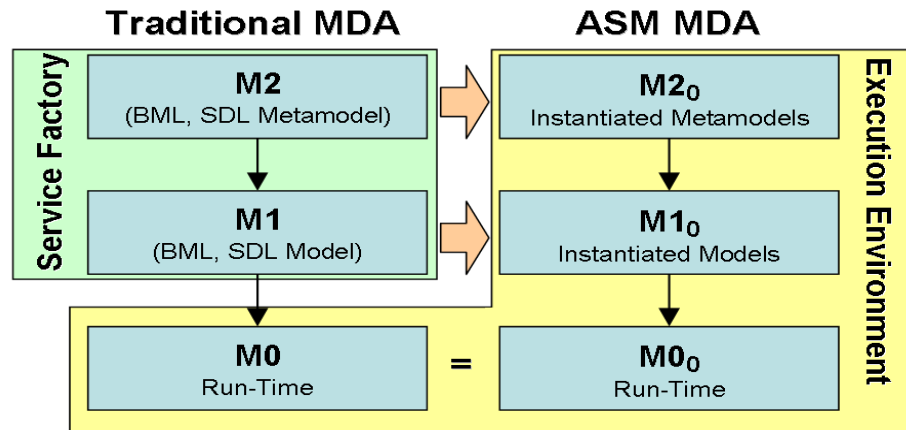 Traditional MDA
ASM MDA
Service Factory
M2
(BML, SDL Metamodel)
M2₀
Instantiated Metamodels
M1
(BML, SDL Model)
M1₀
Instantiated Models
M0
Run-Time
=
M0₀
Run-Time
Execution Environment